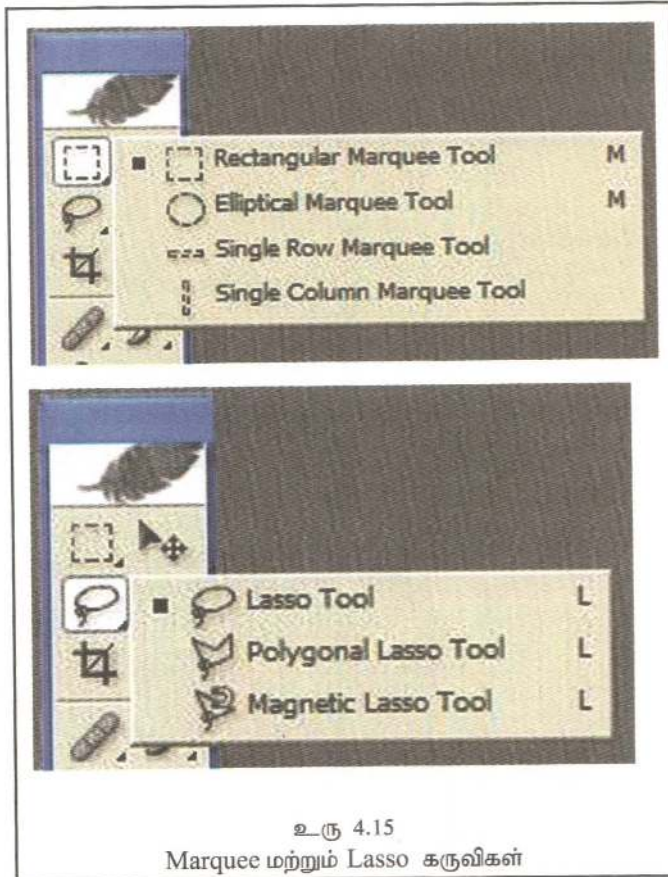 Rectangular Marquee Tool M
Elliptical Marquee Tool M
Single Row Marquee Tool
Single Column Marquee Tool
Lasso Tool L
Polygonal Lasso Tool L
Magnetic Lasso Tool L
உரு 4.15
Marquee மற்றும் Lasso கருவிகள்